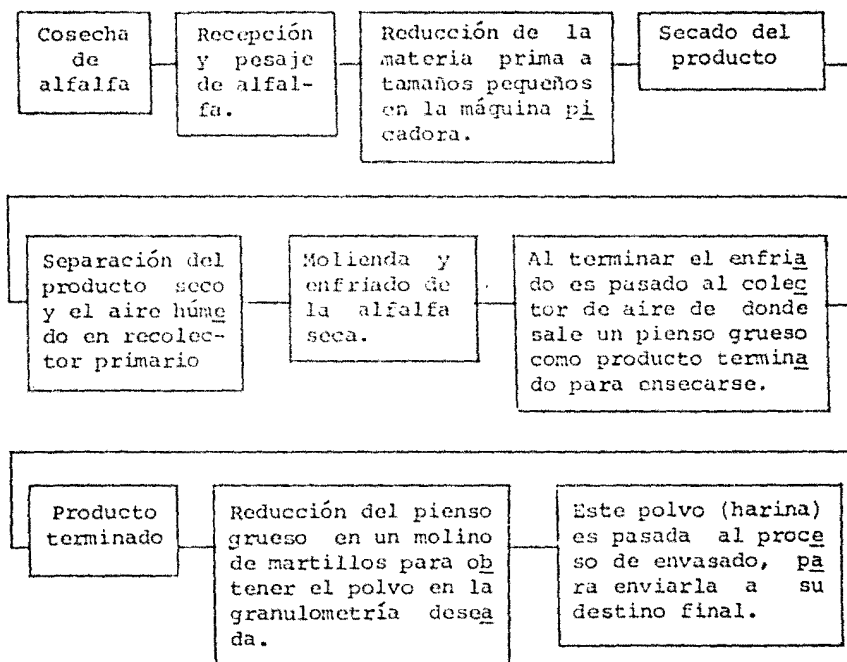 Cosecha
de
alfalfa
Recepción
y pesaje
de alfal-
fa.
Reducción de la
materia prima a
tamaños pequeños
en la máquina pi
cadora.
Secado del
producto
Separación del
producto seco
y el aire húme
do en recolec-
tor primario
Molienda y
enfriado de
la alfalfa
seca.
Al terminar el enfria
do es pasado al colec
tor de aire de donde
sale un pienso grueso
como producto termina
do para ensecarse.
Producto
terminado
Reducción del pienso
grueso en un molino
de martillos para ob
tener el polvo en la
granulometría desea
da.
Este polvo (harina)
es pasada al proce
so de envasado, pa
ra enviarla a su
destino final.